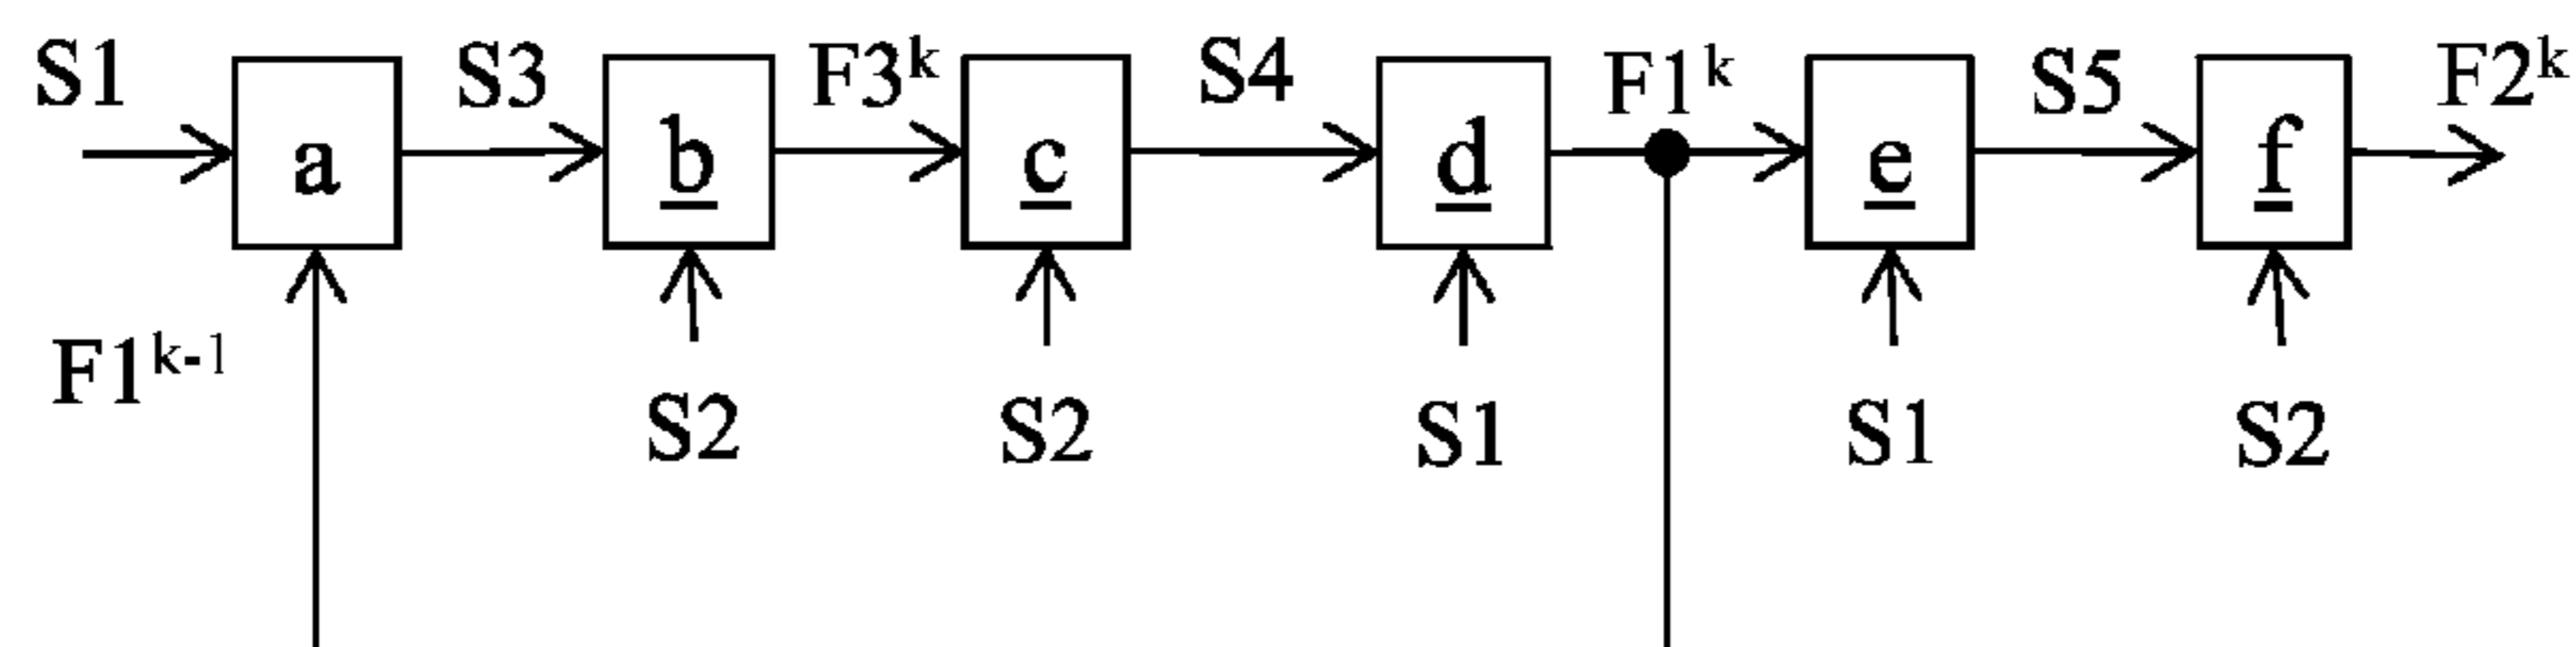 S1 a S3 b F3ᵏ c S4 d F1ᵏ e S5 f F2ᵏ
F1ᵏ⁻¹
S2 S2 S1 S1 S2